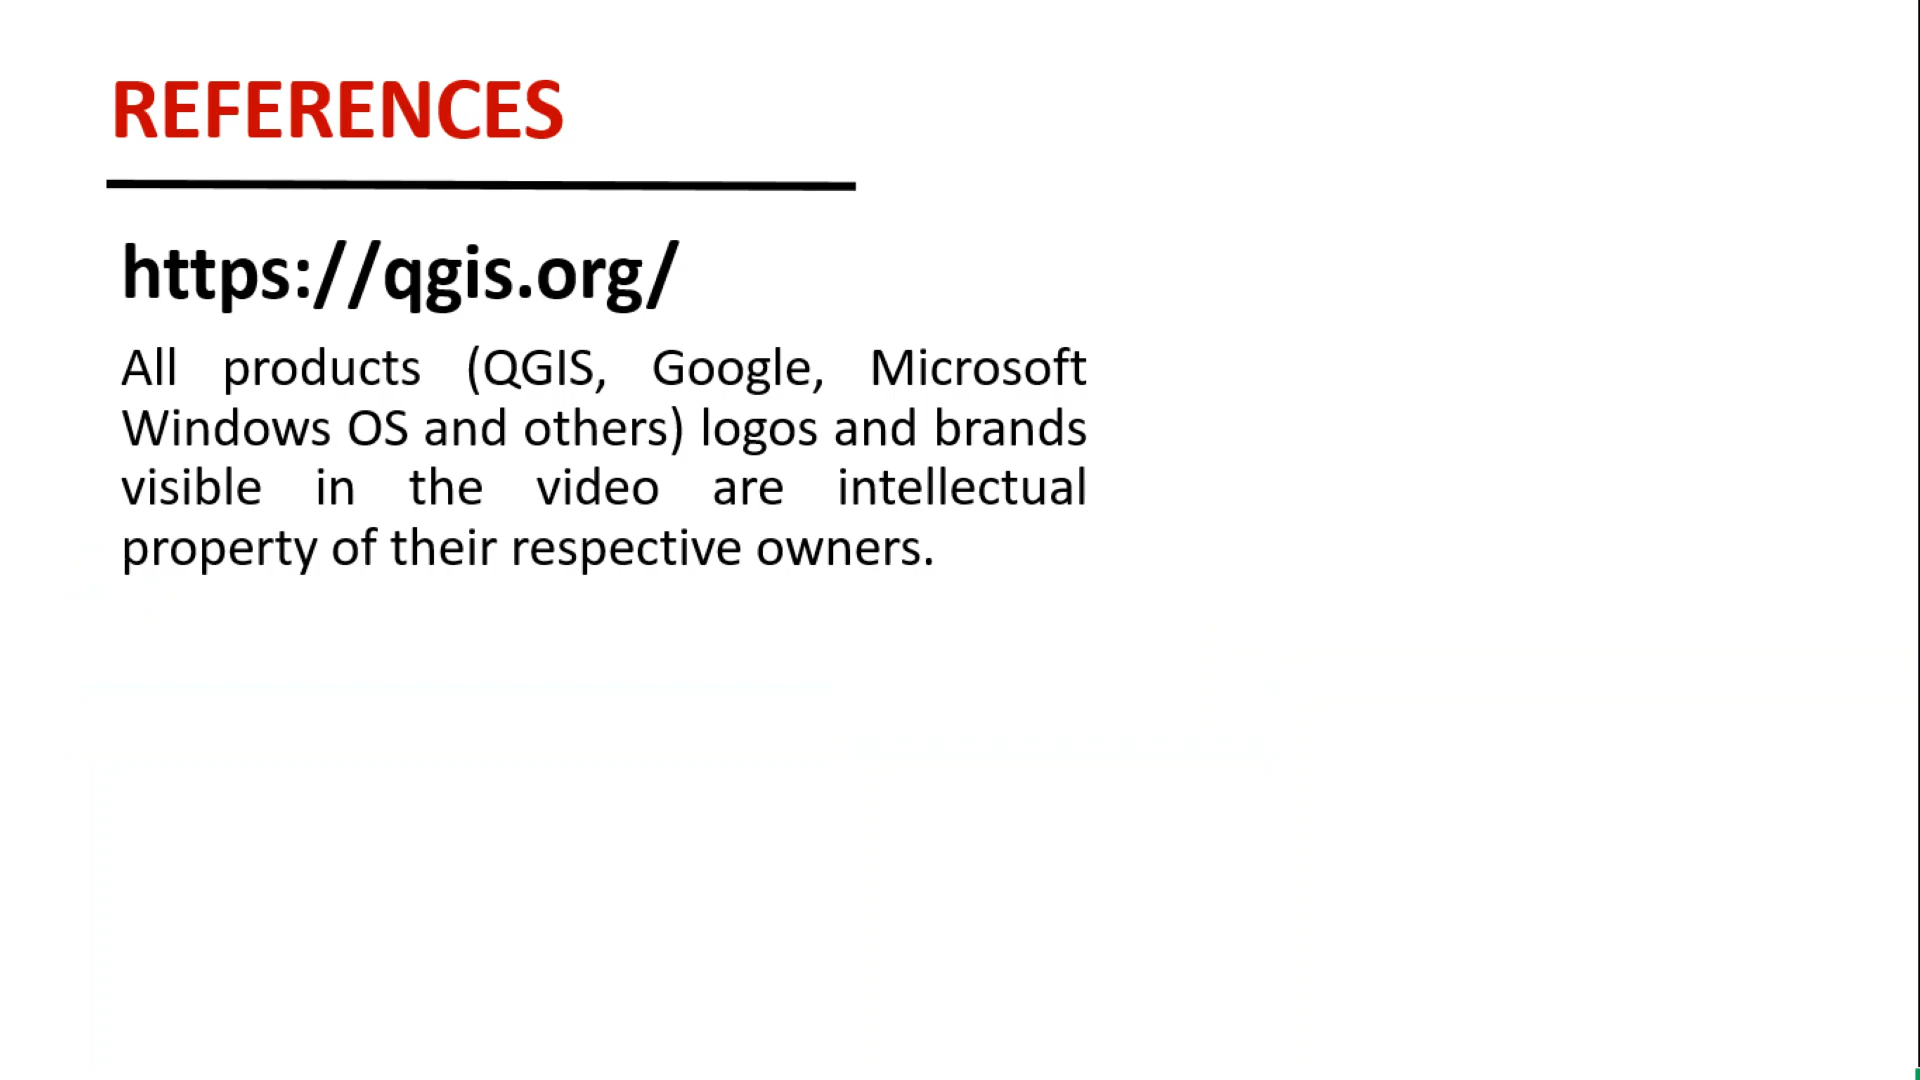 REFERENCES
https://qgis.org/
All products (QGIS, Google, Microsoft
Windows OS and others) logos and brands
visible in the video are intellectual
property of their respective owners.